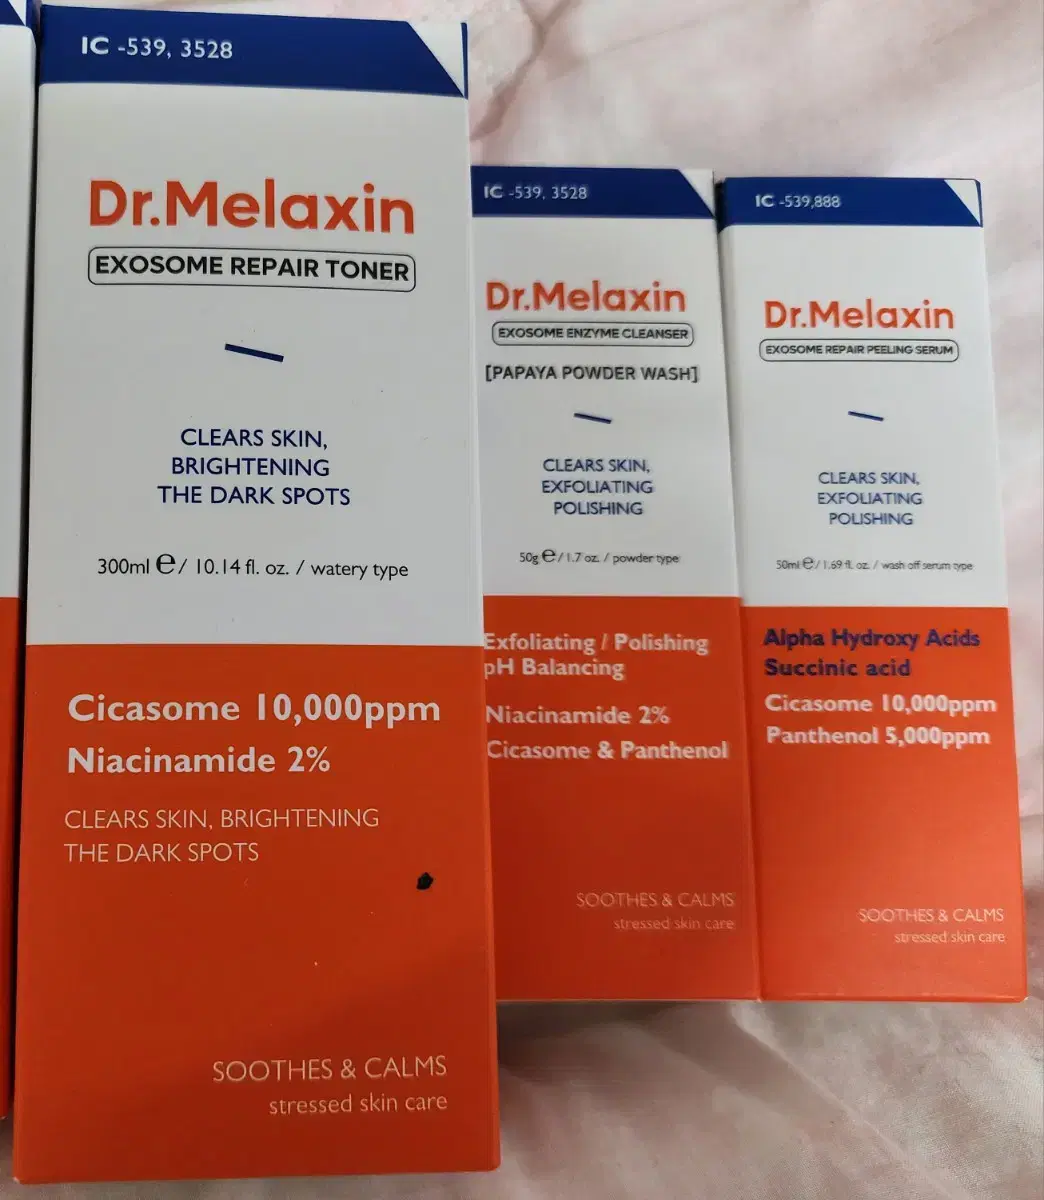 IC -539, 3528
Dr.Melaxin
EXOSOME REPAIR TONER
CLEARS SKIN,
BRIGHTENING
THE DARK SPOTS
300ml ℮/ 10.14 fl. oz. / watery type
Cicasome 10,000ppm
Niacinamide 2%
CLEARS SKIN, BRIGHTENING
THE DARK SPOTS
SOOTHES & CALMS
stressed skin care
IC -539, 3528
Dr.Melaxin
EXOSOME ENZYME CLEANSER
[PAPAYA POWDER WASH]
CLEARS SKIN,
EXFOLIATING
POLISHING
50g ℮/ 1.7 oz. / powder type
Exfoliating / Polishing
pH Balancing
Niacinamide 2%
Cicasome & Panthenol
SOOTHES & CALMS
stressed skin care
IC -539,888
Dr.Melaxin
EXOSOME REPAIR PEELING SERUM
CLEARS SKIN,
EXFOLIATING
POLISHING
50ml ℮/ 1.69 fl. oz. / wash off serum type
Alpha Hydroxy Acids
Succinic acid
Cicasome 10,000ppm
Panthenol 5,000ppm
SOOTHES & CALMS
stressed skin care